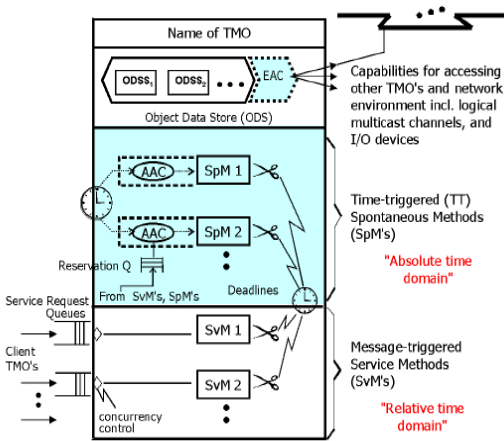 Name of TMO
ODSS1 ODSS2 EAC
Object Data Store (ODS)
Capabilities for accessing
other TMO's and network
environment incl. logical
multicast channels, and
I/O devices
AAC SpM 1
AAC SpM 2
Reservation Q
From SvM's, SpM's
Deadlines
Time-triggered (TT)
Spontaneous Methods
(SpM's)
"Absolute time
domain"
Service Request
Queues
SvM 1
Client
TMO's
SvM 2
concurrency
control
Message-triggered
Service Methods
(SvM's)
"Relative time
domain"